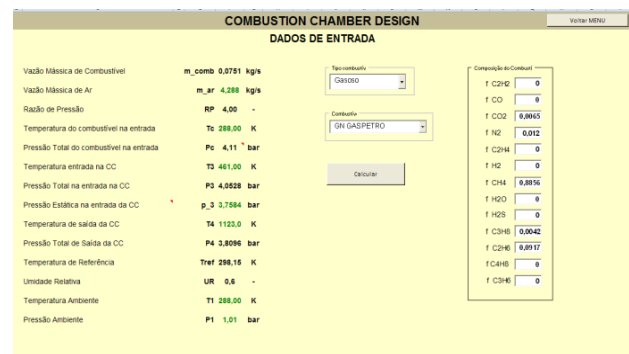 COMBUSTION CHAMBER DESIGN
Voltar MENU
DADOS DE ENTRADA
Vazão Mássica de Combustível m_comb 0,0751 kg/s
Vazão Mássica de Ar m_ar 4,288 kg/s
Razão de Pressão RP 4,00 -
Temperatura do combustível na entrada Tc 288,00 K
Pressão Total do combustível na entrada Pc 4,11 bar
Temperatura entrada na CC T3 461,00 K
Pressão Total na entrada na CC P3 4,0528 bar
Pressão Estática na entrada da CC p_3 3,7584 bar
Temperatura de saída da CC T4 1123,0 K
Pressão Total de Saída da CC P4 3,8096 bar
Temperatura de Referência Tref 298,15 K
Umidade Relativa UR 0,6 -
Temperatura Ambiente T1 288,00 K
Pressão Ambiente P1 1,01 bar
Tipo combustív
Gasoso
Combustív
GN GASPETRO
Calcular
Composição do Combustí
f C2H2 0
f CO 0
f CO2 0,0065
f N2 0,012
f C2H4 0
f H2 0
f CH4 0,8856
f H2O 0
f H2S 0
f C3H8 0,0042
f C2H6 0,0917
f C4H8 0
f C3H6 0